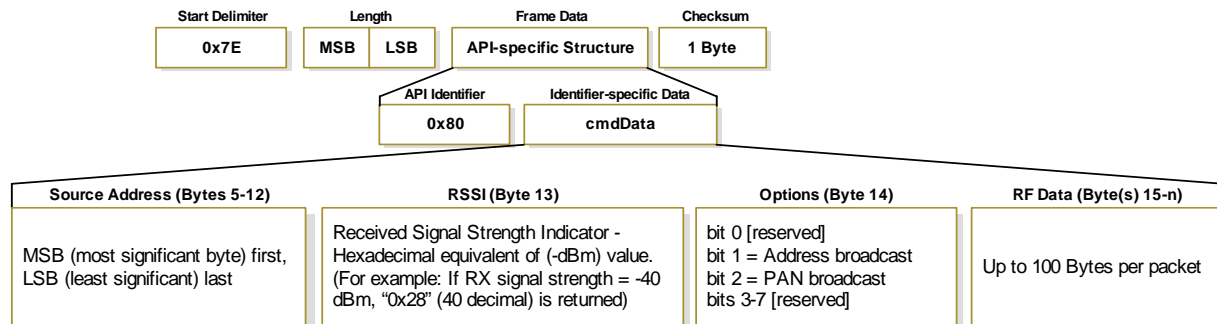 Start Delimiter Length Frame Data Checksum
0x7E MSB LSB API-specific Structure 1 Byte
API Identifier Identifier-specific Data
0x80 cmdData
Source Address (Bytes 5-12)
MSB (most significant byte) first,
LSB (least significant) last
RSSI (Byte 13)
Received Signal Strength Indicator -
Hexadecimal equivalent of (-dBm) value.
(For example: If RX signal strength = -40
dBm, “0x28” (40 decimal) is returned)
Options (Byte 14)
bit 0 [reserved]
bit 1 = Address broadcast
bit 2 = PAN broadcast
bits 3-7 [reserved]
RF Data (Byte(s) 15-n)
Up to 100 Bytes per packet